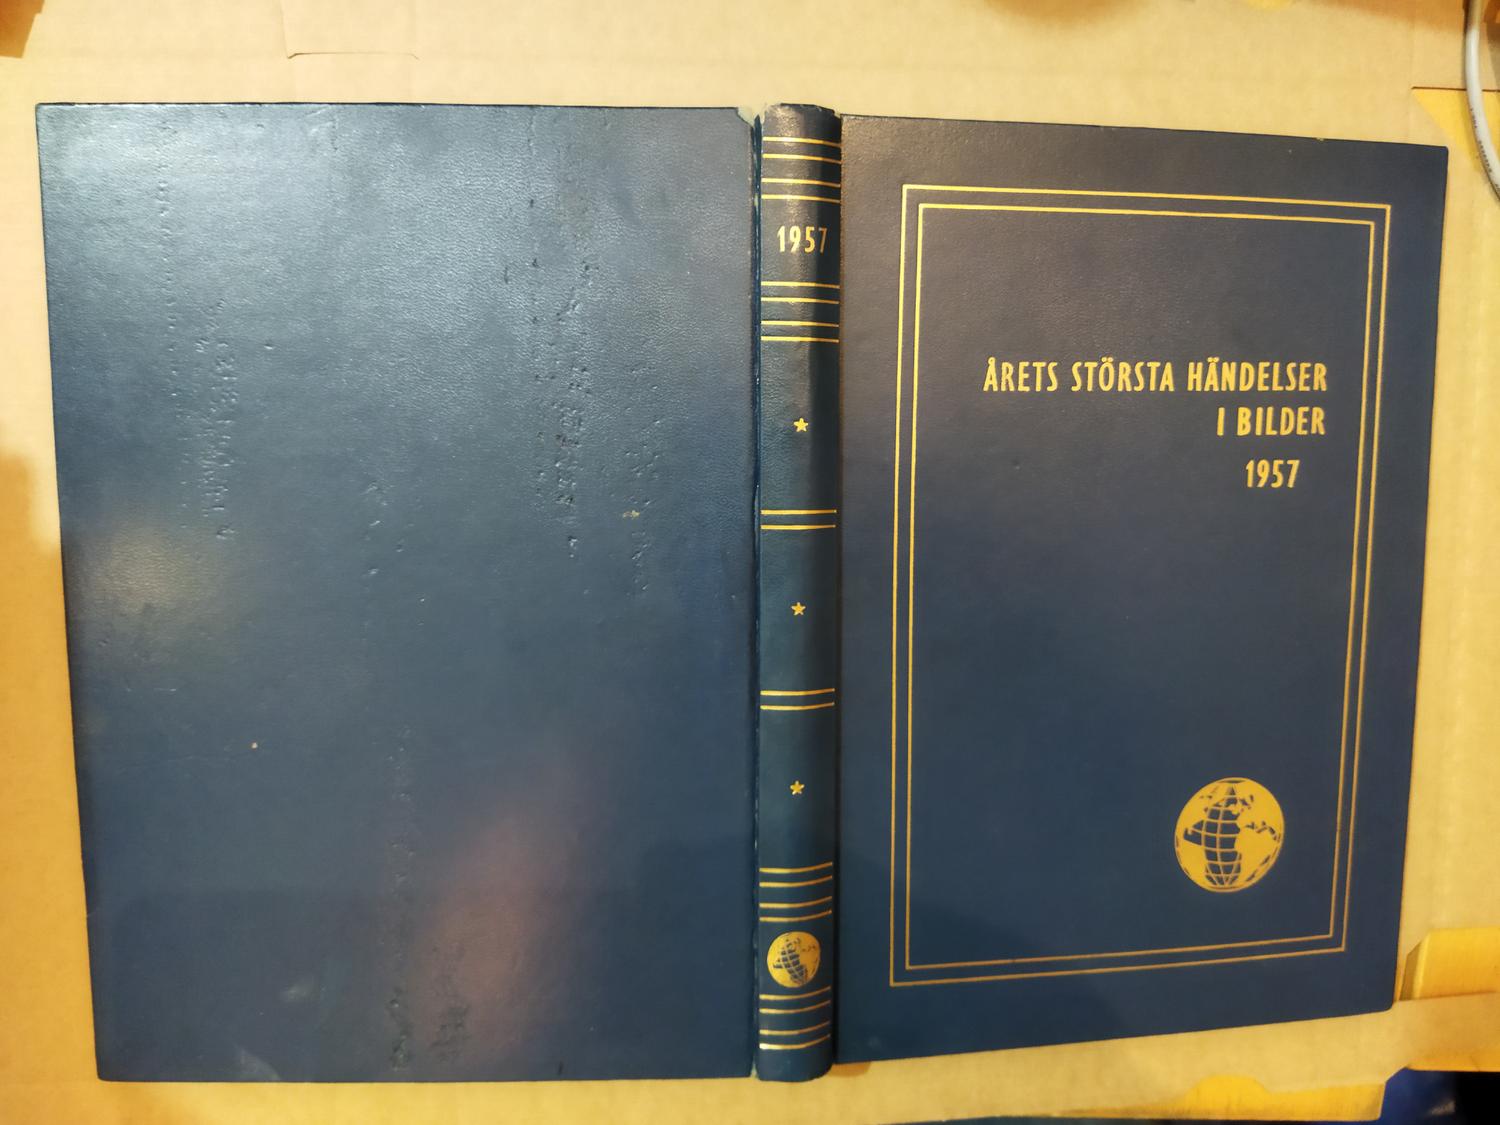 1957
ÅRETS STÖRSTA HÄNDELSER
I BILDER
1957